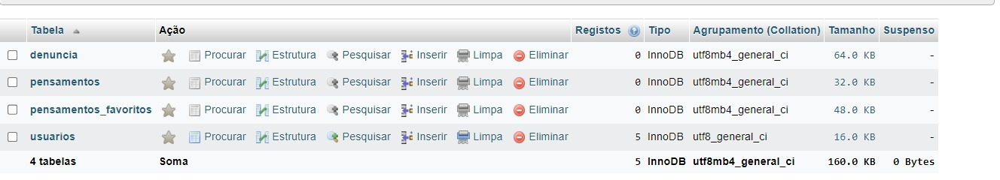 Tabela Ação Registos Tipo Agrupamento (Collation) Tamanho Suspenso
denuncia Procurar Estrutura Pesquisar Inserir Limpa Eliminar 0 InnoDB utf8mb4_general_ci 64.0 KB -
pensamentos Procurar Estrutura Pesquisar Inserir Limpa Eliminar 0 InnoDB utf8mb4_general_ci 32.0 KB -
pensamentos_favoritos Procurar Estrutura Pesquisar Inserir Limpa Eliminar 0 InnoDB utf8mb4_general_ci 48.0 KB -
usuarios Procurar Estrutura Pesquisar Inserir Limpa Eliminar 5 InnoDB utf8_general_ci 16.0 KB -
4 tabelas Soma 5 InnoDB utf8mb4_general_ci 160.0 KB 0 Bytes